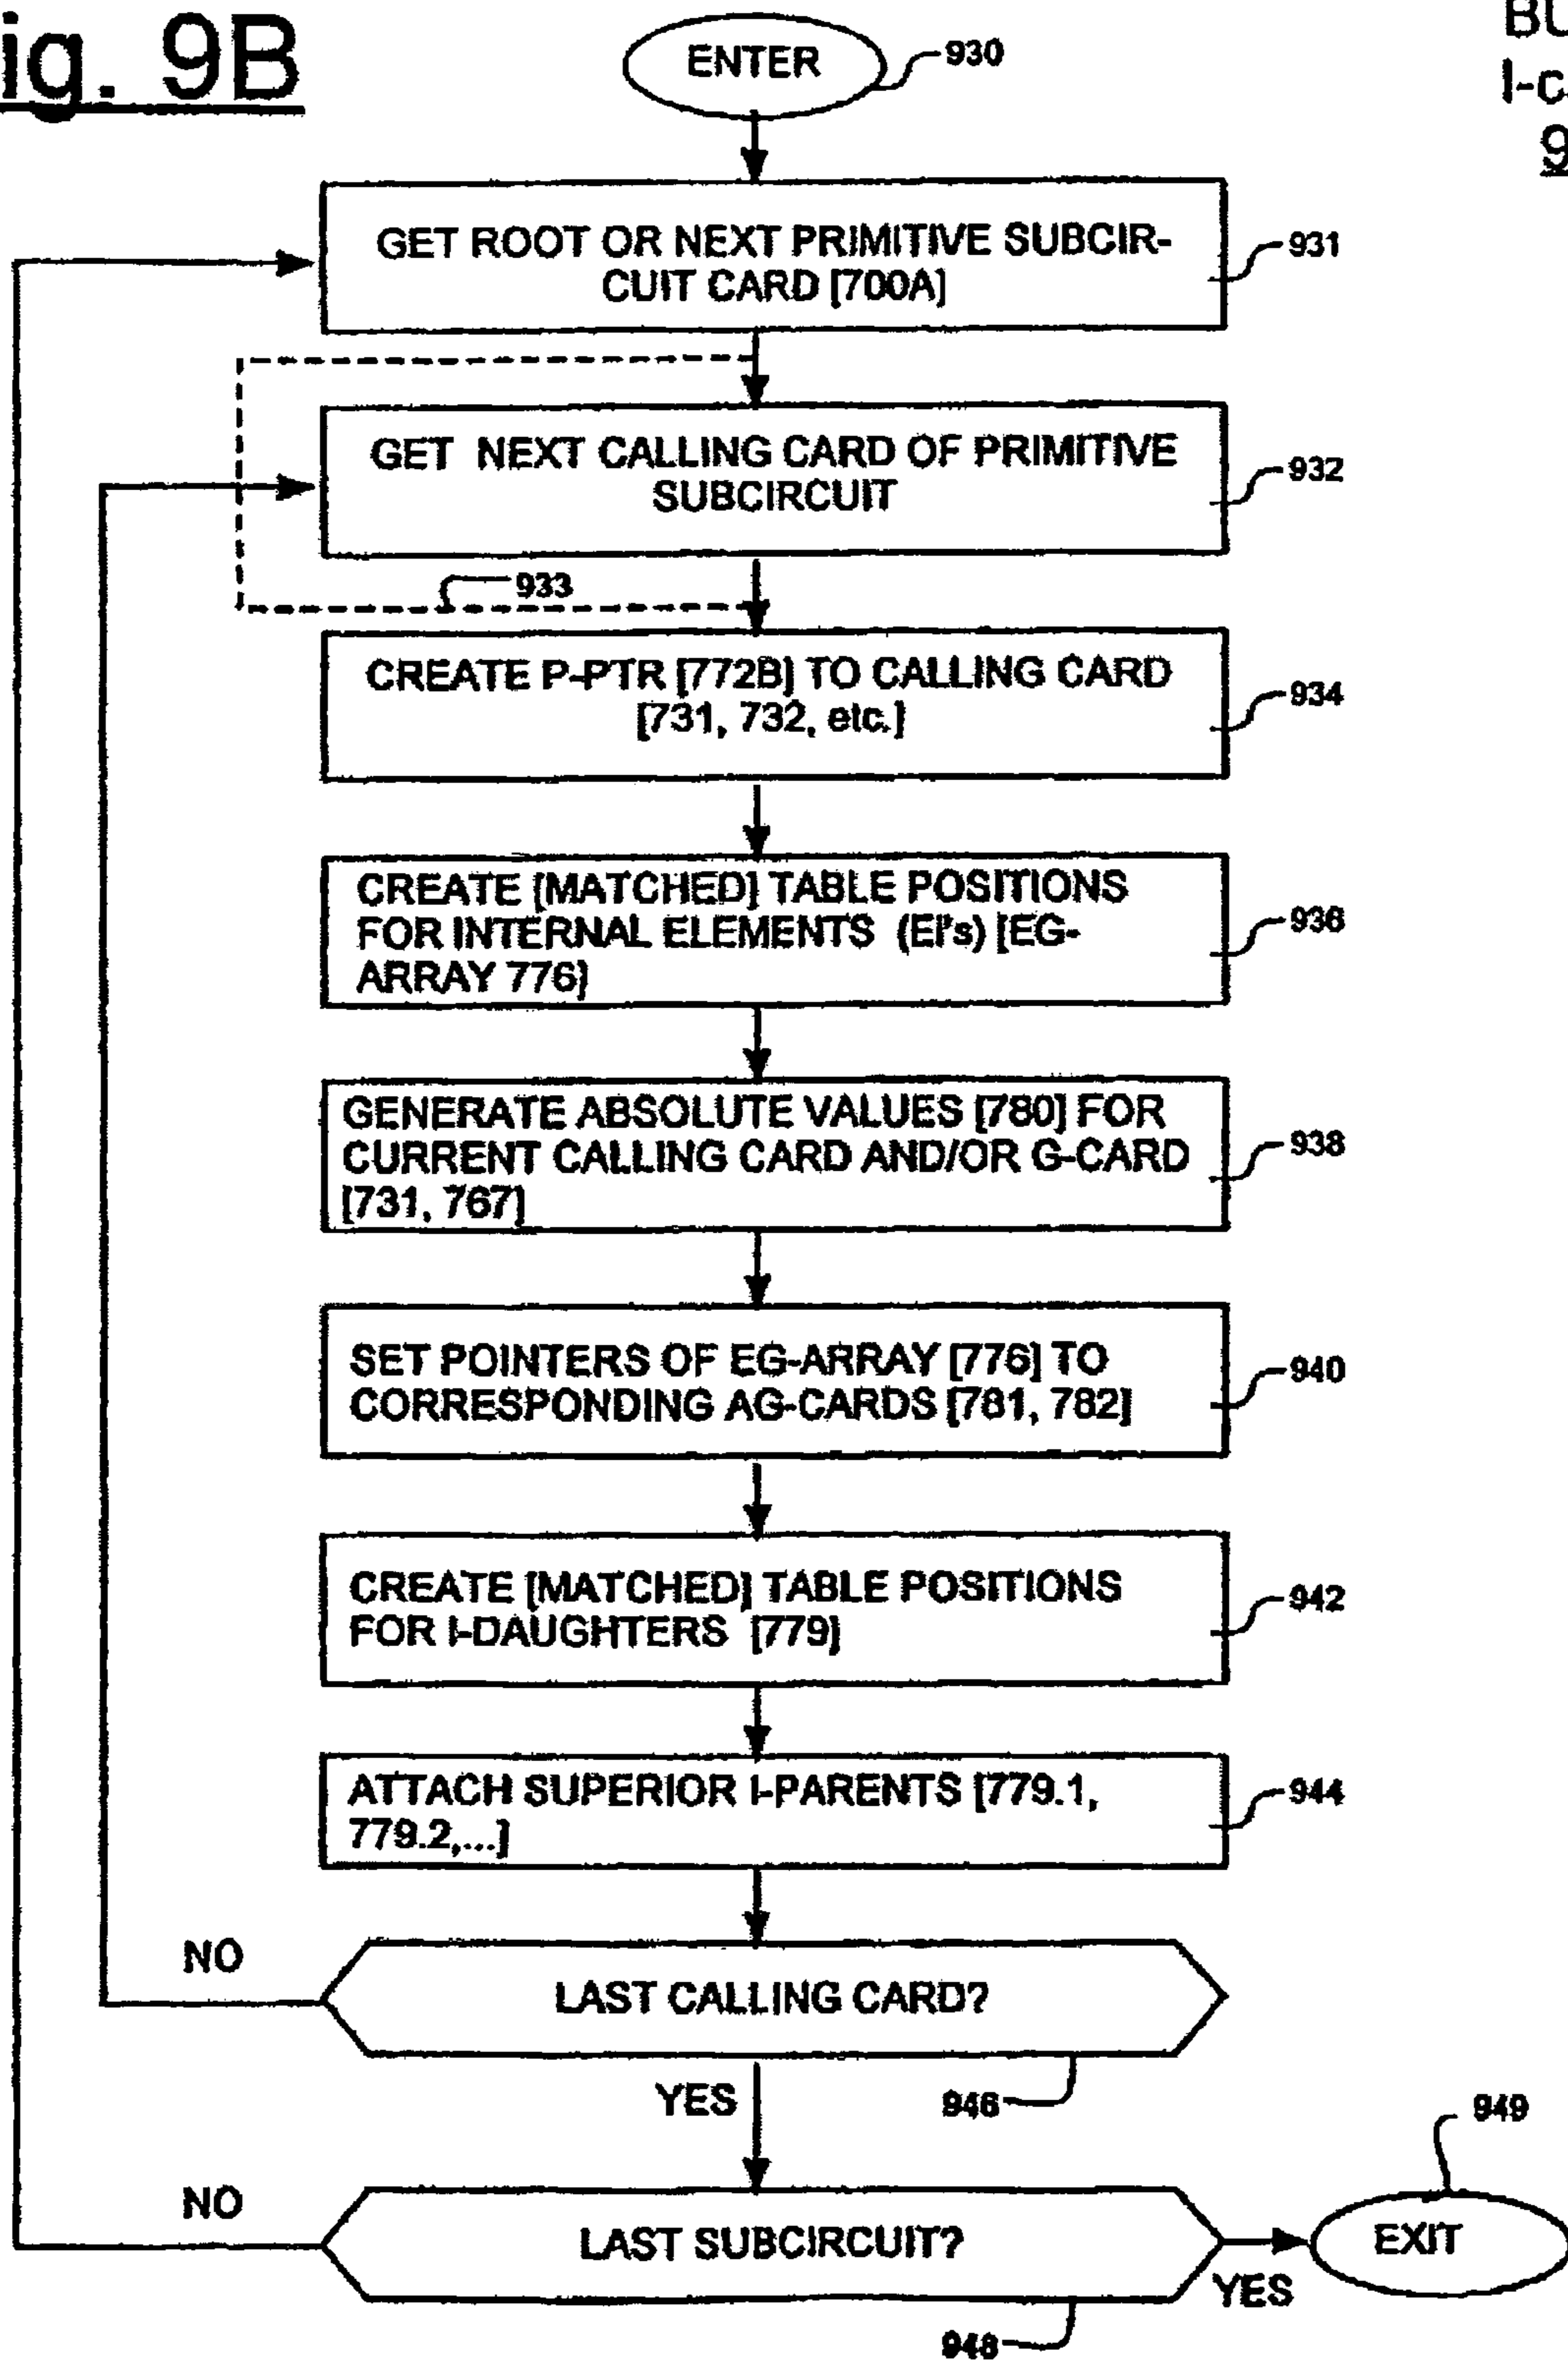 ig. 9B
ENTER
930
BU
I-c
9
GET ROOT OR NEXT PRIMITIVE SUBCIR-
CUIT CARD [700A]
931
GET NEXT CALLING CARD OF PRIMITIVE
SUBCIRCUIT
932
933
CREATE P-PTR [772B] TO CALLING CARD
[731, 732, etc.]
934
CREATE [MATCHED] TABLE POSITIONS
FOR INTERNAL ELEMENTS (EI's) [EG-
ARRAY 776]
936
GENERATE ABSOLUTE VALUES [780] FOR
CURRENT CALLING CARD AND/OR G-CARD
[731, 767]
938
SET POINTERS OF EG-ARRAY [776] TO
CORRESPONDING AG-CARDS [781, 782]
940
CREATE [MATCHED] TABLE POSITIONS
FOR I-DAUGHTERS [779]
942
ATTACH SUPERIOR I-PARENTS [779.1,
779.2,...]
944
NO
LAST CALLING CARD?
YES
946
949
NO
LAST SUBCIRCUIT?
EXIT
YES
948